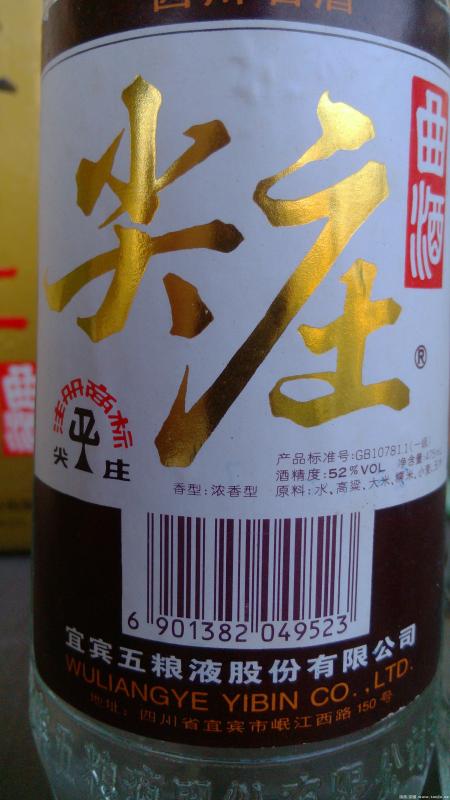 四川名酒
尖庄
曲酒
®
注册商标
尖 庄
产品标准号:GB10781.1(一级)
酒精度:52%VOL 净含量:475mL
香型:浓香型 原料:水、高粱、大米、糯米、小麦、玉米
6 901382 049523
宜宾五粮液股份有限公司
WULIANGYE YIBIN CO.,LTD.
地址:四川省宜宾市岷江西路150号